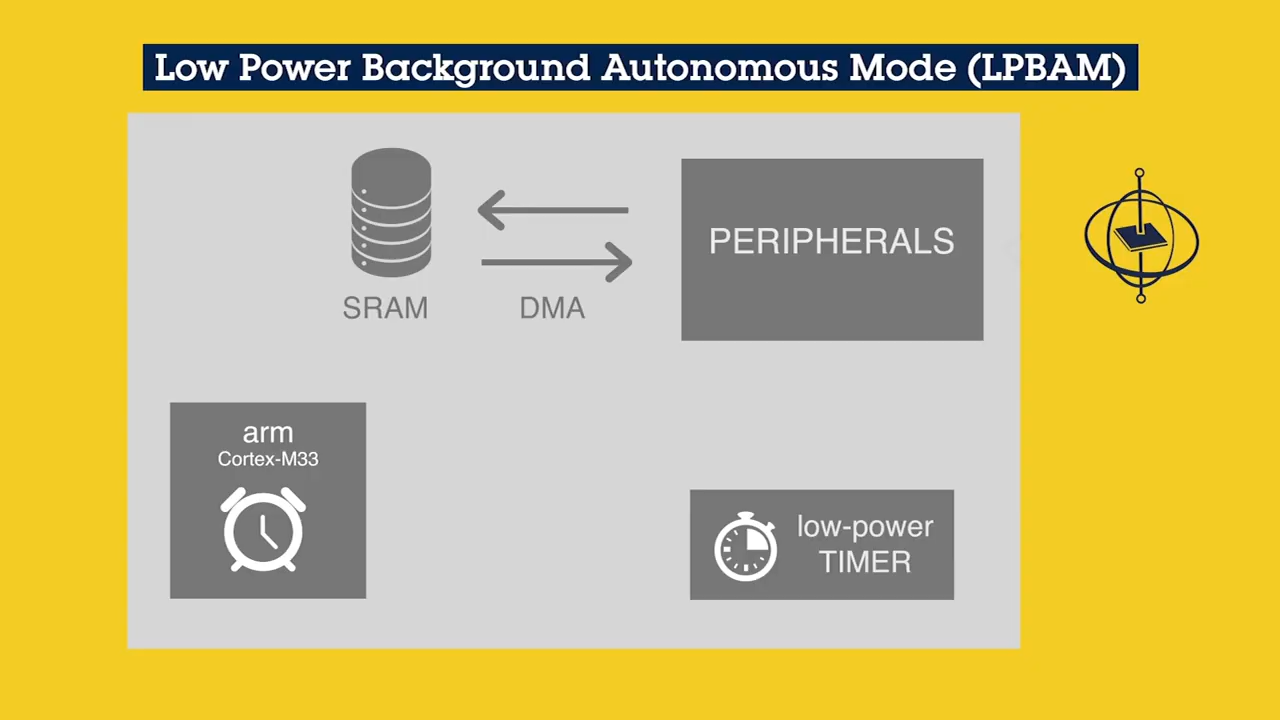 Low Power Background Autonomous Mode (LPBAM)
PERIPHERALS
SRAM
DMA
arm
Cortex-M33
low-power
TIMER